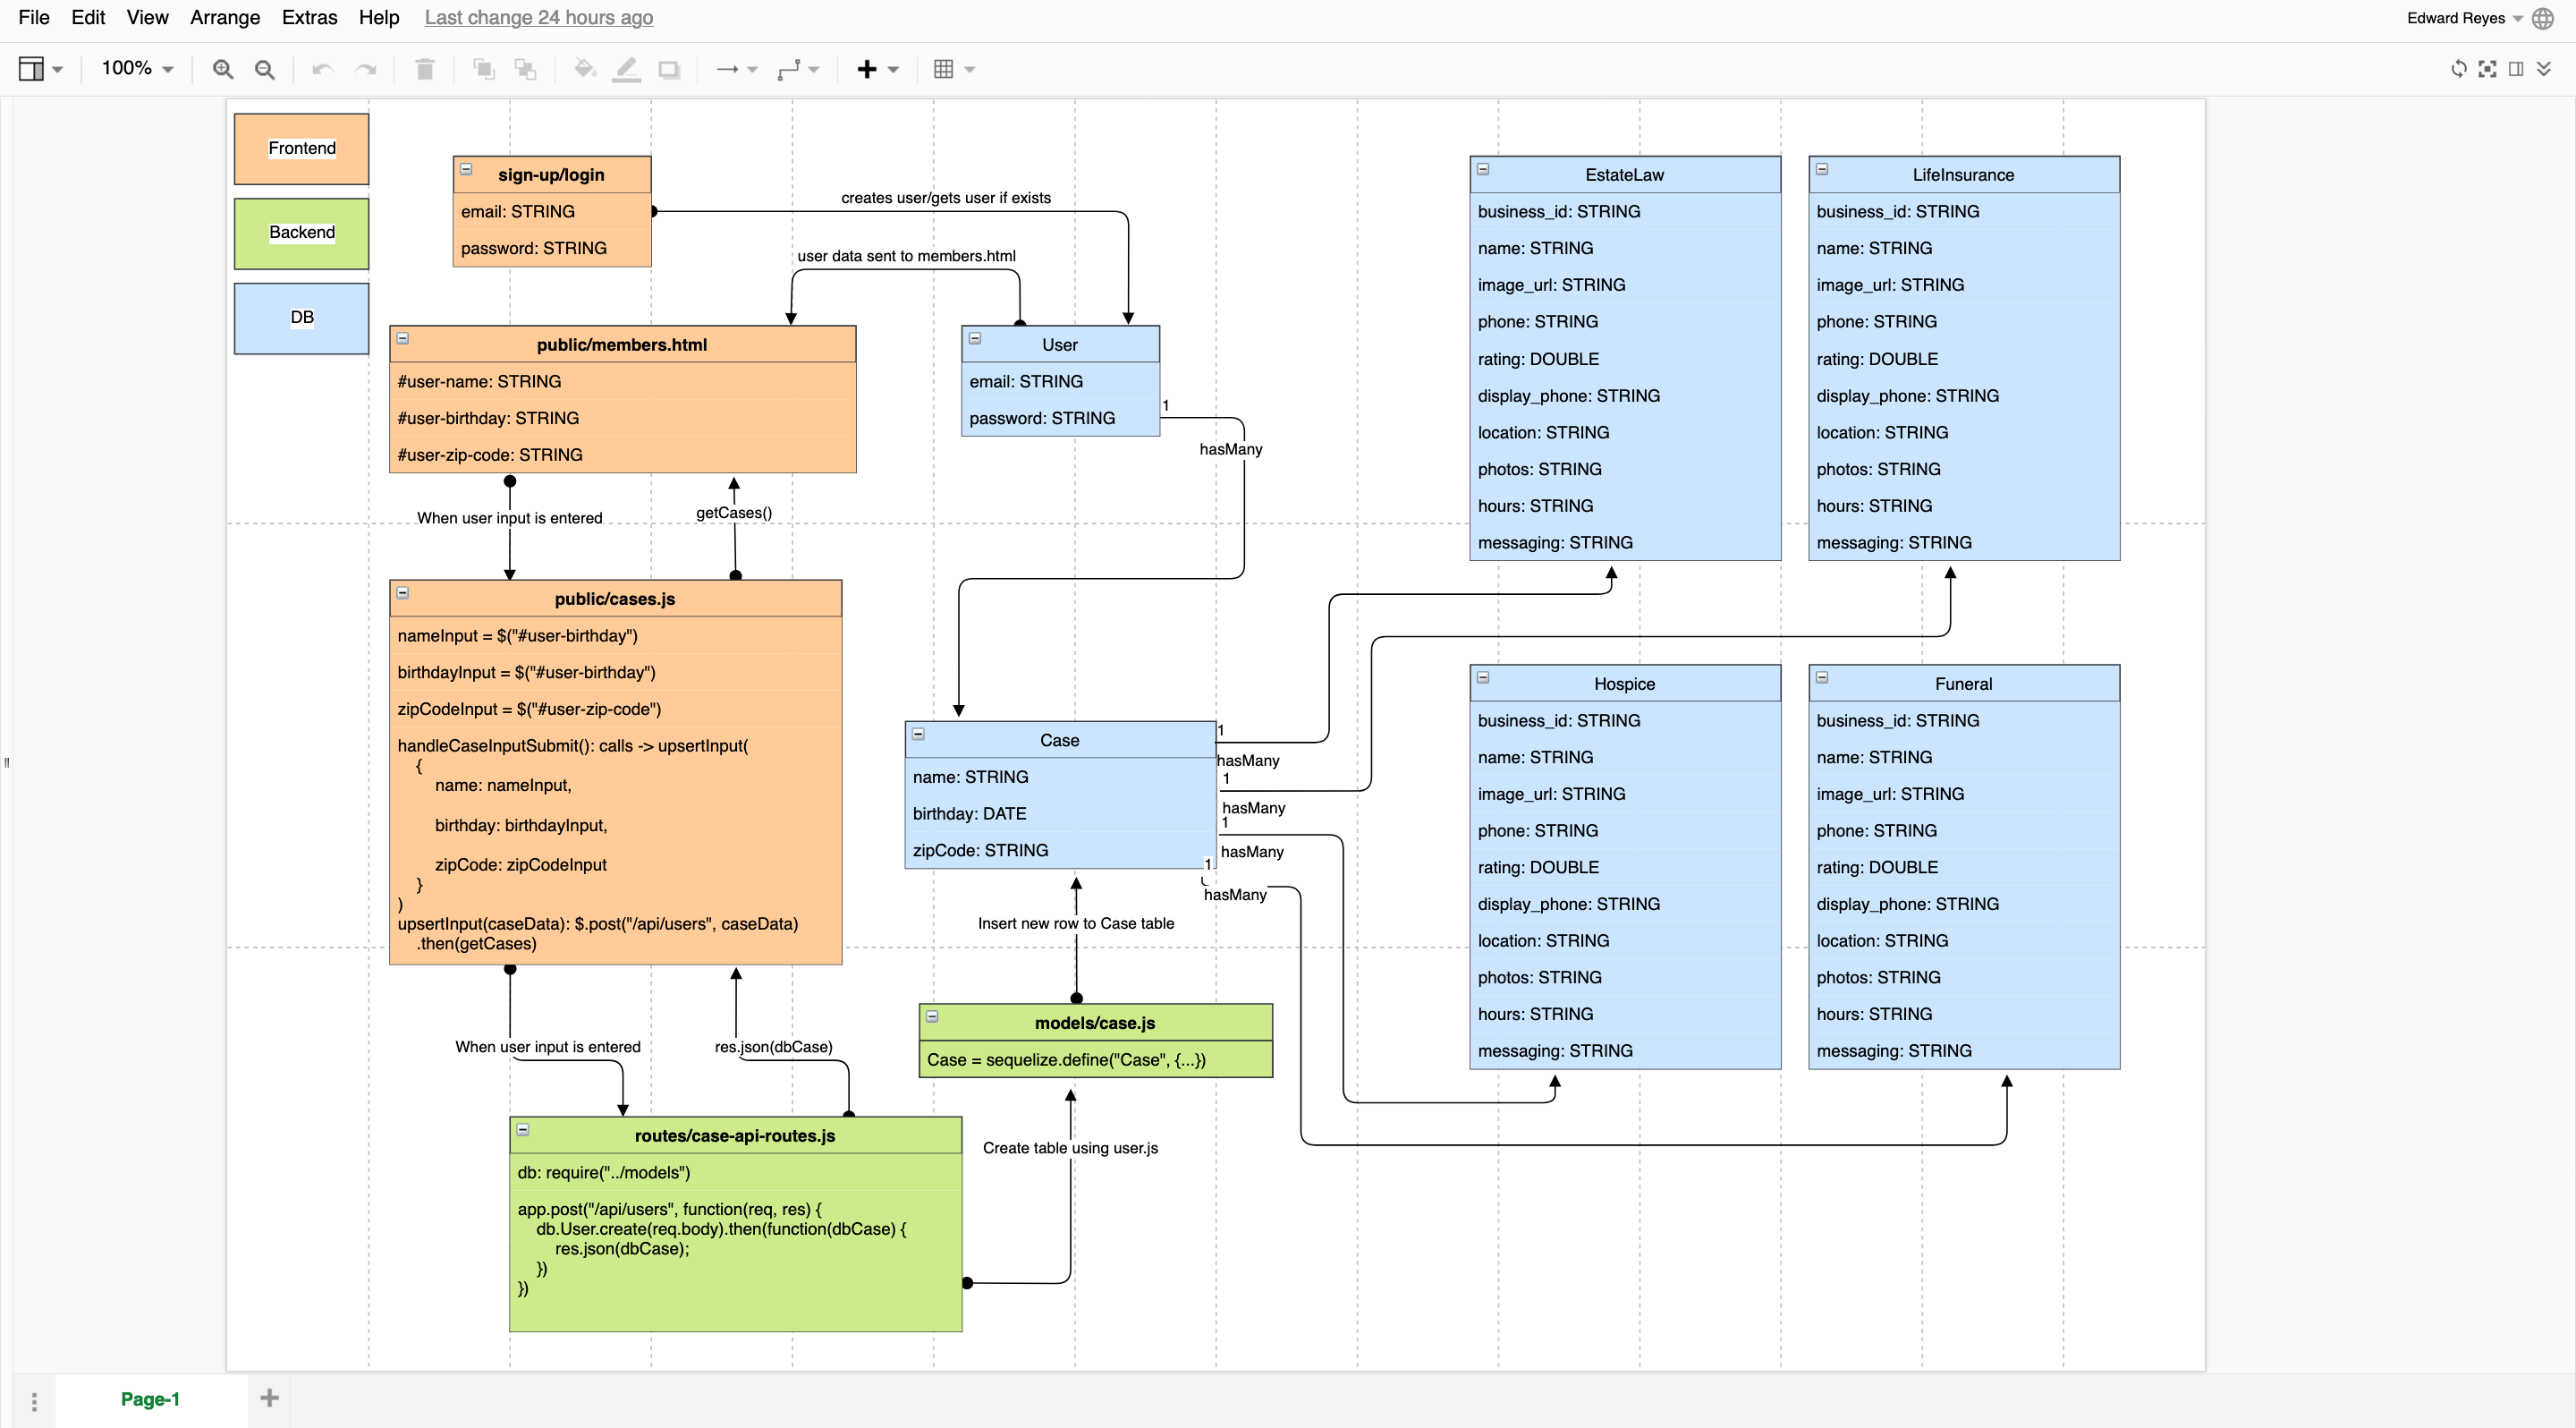 File Edit View Arrange Extras Help Last change 24 hours ago
Edward Reyes
100%
Frontend
Backend
DB
sign-up/login
email: STRING
password: STRING
creates user/gets user if exists
user data sent to members.html
public/members.html
#user-name: STRING
#user-birthday: STRING
#user-zip-code: STRING
User
email: STRING
password: STRING
1
hasMany
When user input is entered
getCases()
public/cases.js
nameInput = $("#user-birthday")
birthdayInput = $("#user-birthday")
zipCodeInput = $("#user-zip-code")
handleCaseInputSubmit(): calls -> upsertInput(
{
name: nameInput,
birthday: birthdayInput,
zipCode: zipCodeInput
}
)
upsertInput(caseData): $.post("/api/users", caseData)
.then(getCases)
Case
name: STRING
birthday: DATE
zipCode: STRING
1
hasMany
1
hasMany
1
hasMany
1
hasMany
Insert new row to Case table
When user input is entered
res.json(dbCase)
models/case.js
Case = sequelize.define("Case", {...})
Create table using user.js
routes/case-api-routes.js
db: require("../models")
app.post("/api/users", function(req, res) {
db.User.create(req.body).then(function(dbCase) {
res.json(dbCase);
})
})
EstateLaw
business_id: STRING
name: STRING
image_url: STRING
phone: STRING
rating: DOUBLE
display_phone: STRING
location: STRING
photos: STRING
hours: STRING
messaging: STRING
LifeInsurance
business_id: STRING
name: STRING
image_url: STRING
phone: STRING
rating: DOUBLE
display_phone: STRING
location: STRING
photos: STRING
hours: STRING
messaging: STRING
Hospice
business_id: STRING
name: STRING
image_url: STRING
phone: STRING
rating: DOUBLE
display_phone: STRING
location: STRING
photos: STRING
hours: STRING
messaging: STRING
Funeral
business_id: STRING
name: STRING
image_url: STRING
phone: STRING
rating: DOUBLE
display_phone: STRING
location: STRING
photos: STRING
hours: STRING
messaging: STRING
Page-1